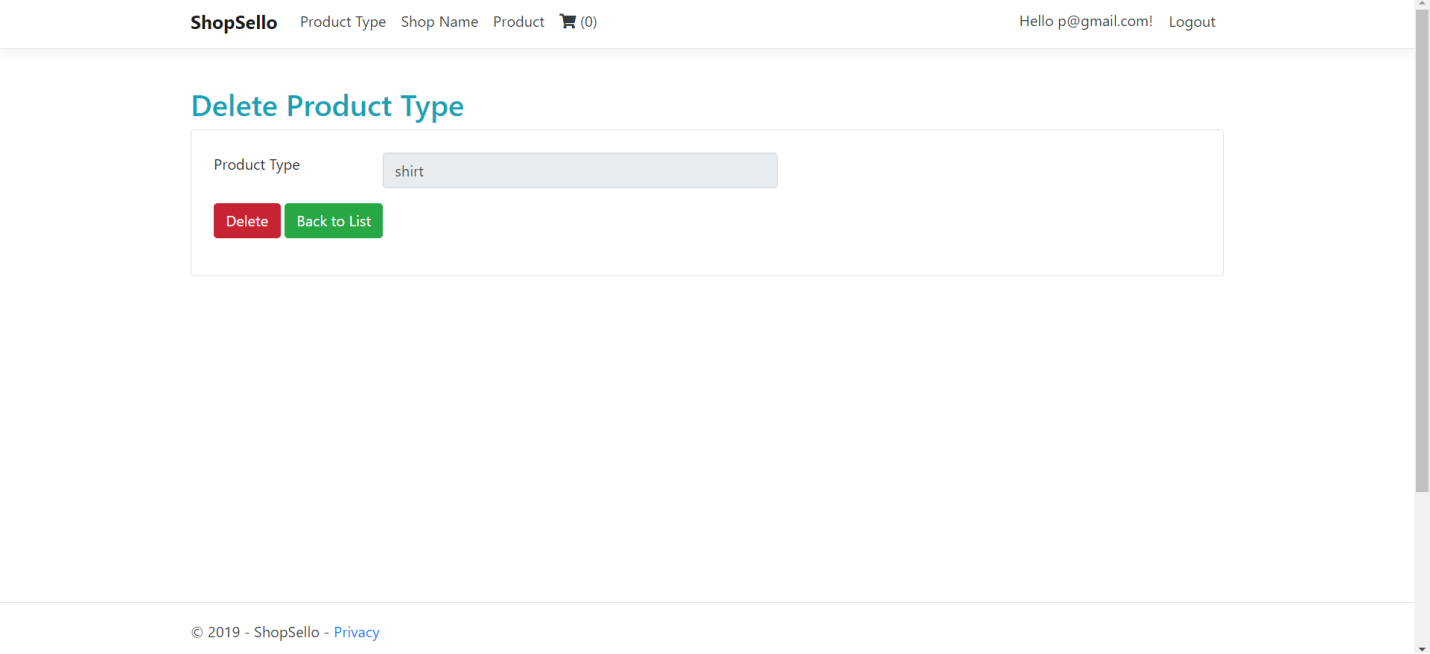 ShopSello Product Type Shop Name Product (0) Hello p@gmail.com! Logout
Delete Product Type
Product Type shirt
Delete Back to List
© 2019 - ShopSello - Privacy